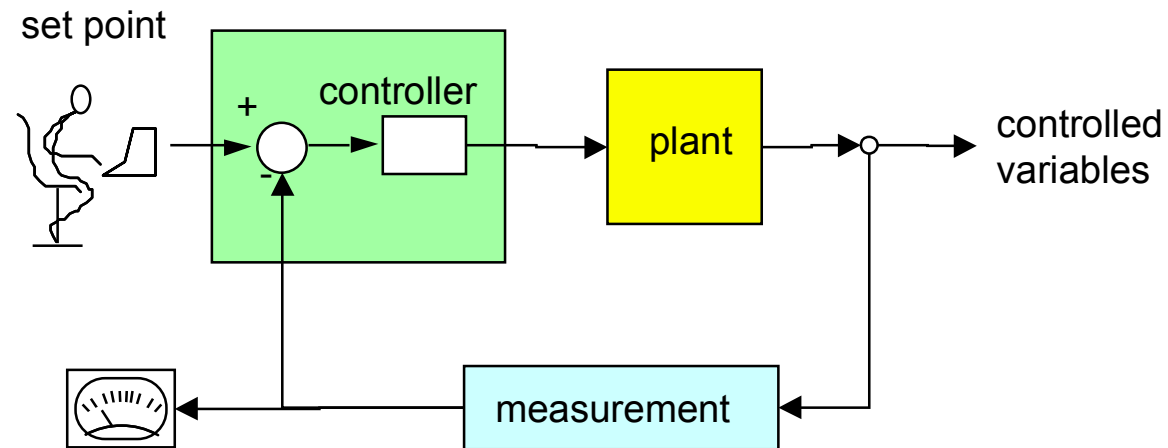 set point
+
controller
-
plant
controlled
variables
measurement